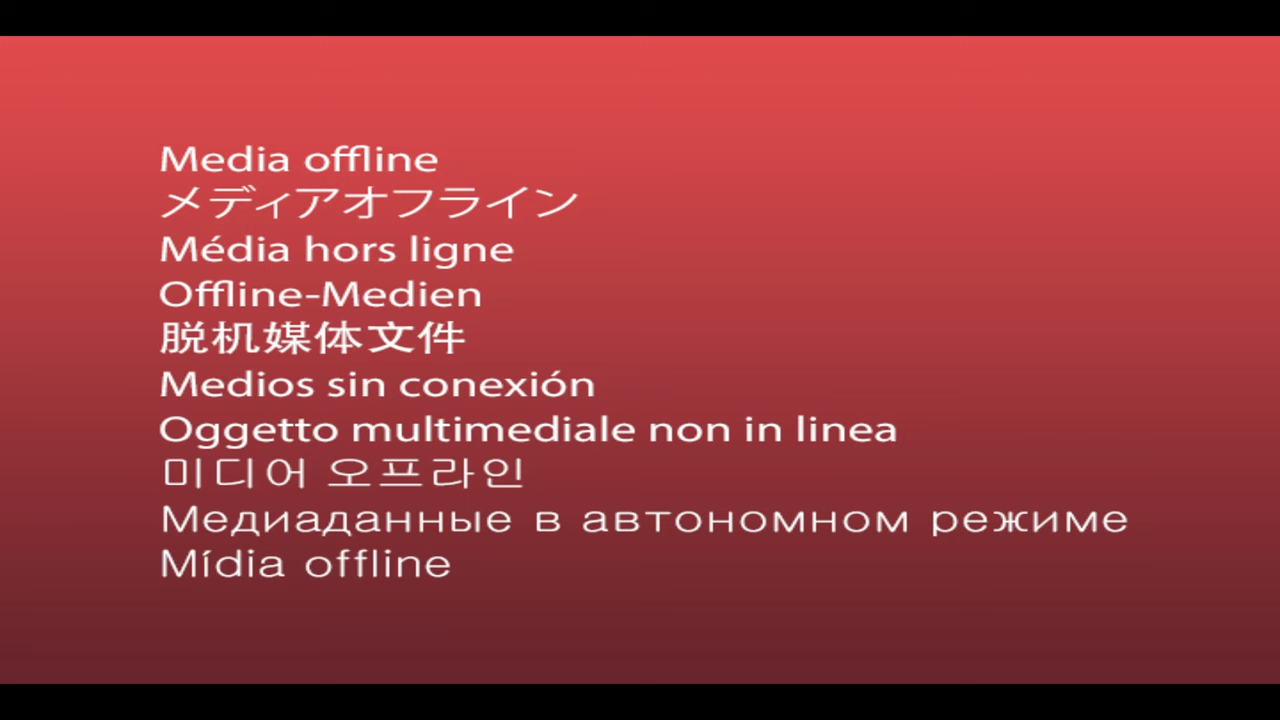 Media offline
メディアオフライン
Média hors ligne
Offline-Medien
脱机媒体文件
Medios sin conexión
Oggetto multimediale non in linea
미디어 오프라인
Медиаданные в автономном режиме
Mídia offline